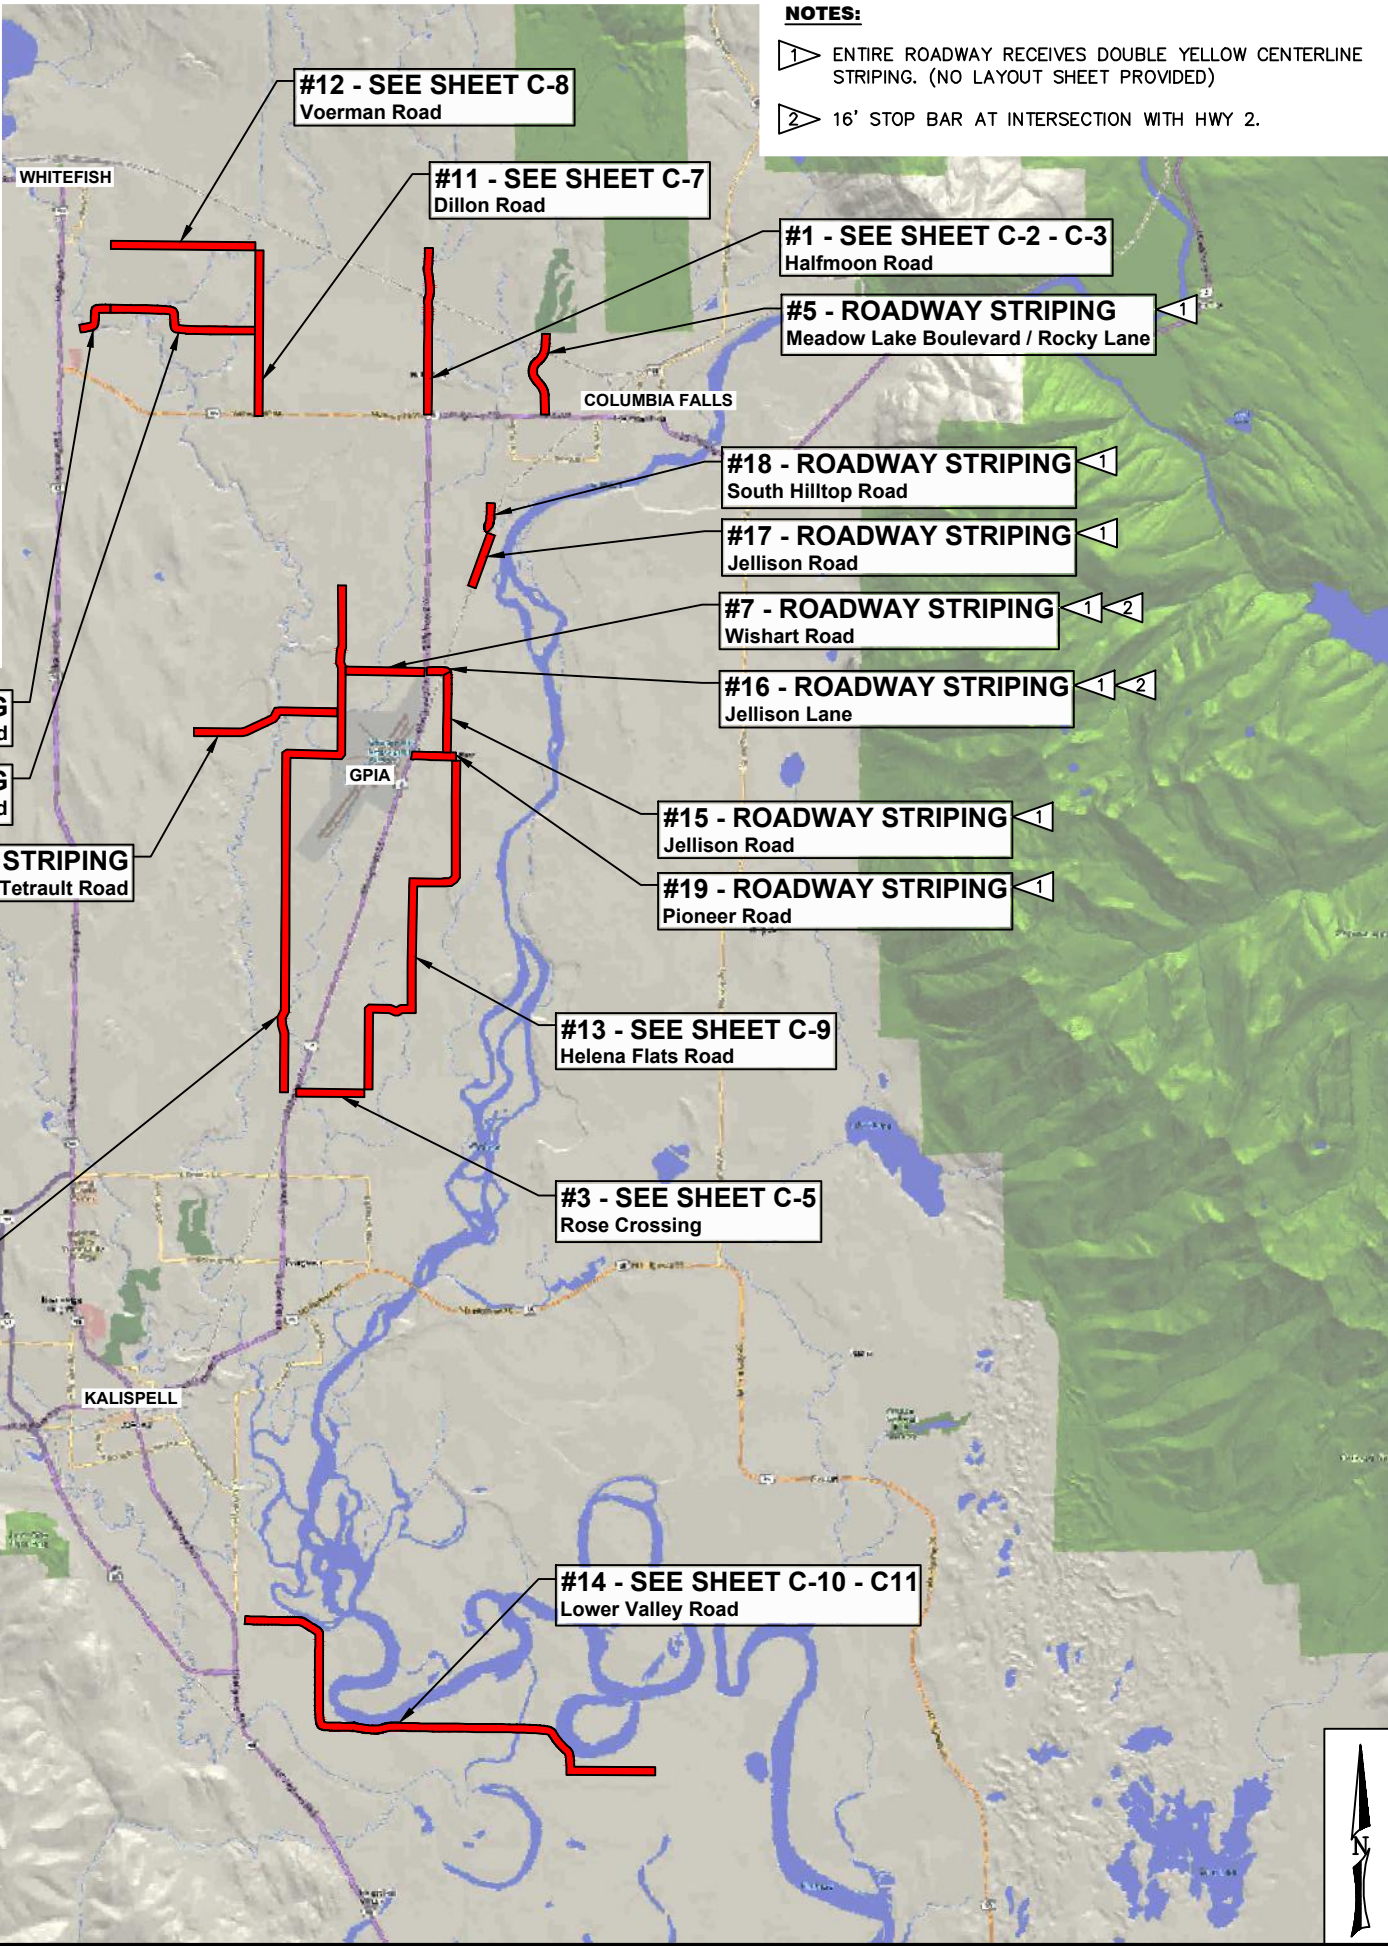 NOTES:
1 ENTIRE ROADWAY RECEIVES DOUBLE YELLOW CENTERLINE
STRIPING. (NO LAYOUT SHEET PROVIDED)
2 16' STOP BAR AT INTERSECTION WITH HWY 2.
#12 - SEE SHEET C-8
Voerman Road
WHITEFISH
#11 - SEE SHEET C-7
Dillon Road
#1 - SEE SHEET C-2 - C-3
Halfmoon Road
#5 - ROADWAY STRIPING 1
Meadow Lake Boulevard / Rocky Lane
COLUMBIA FALLS
#18 - ROADWAY STRIPING 1
South Hilltop Road
#17 - ROADWAY STRIPING 1
Jellison Road
#7 - ROADWAY STRIPING 1 2
Wishart Road
#16 - ROADWAY STRIPING 1 2
Jellison Lane
G
d
GPIA
G
d
#15 - ROADWAY STRIPING 1
Jellison Road
STRIPING
Tetrault Road
#19 - ROADWAY STRIPING 1
Pioneer Road
#13 - SEE SHEET C-9
Helena Flats Road
#3 - SEE SHEET C-5
Rose Crossing
KALISPELL
#14 - SEE SHEET C-10 - C11
Lower Valley Road
N